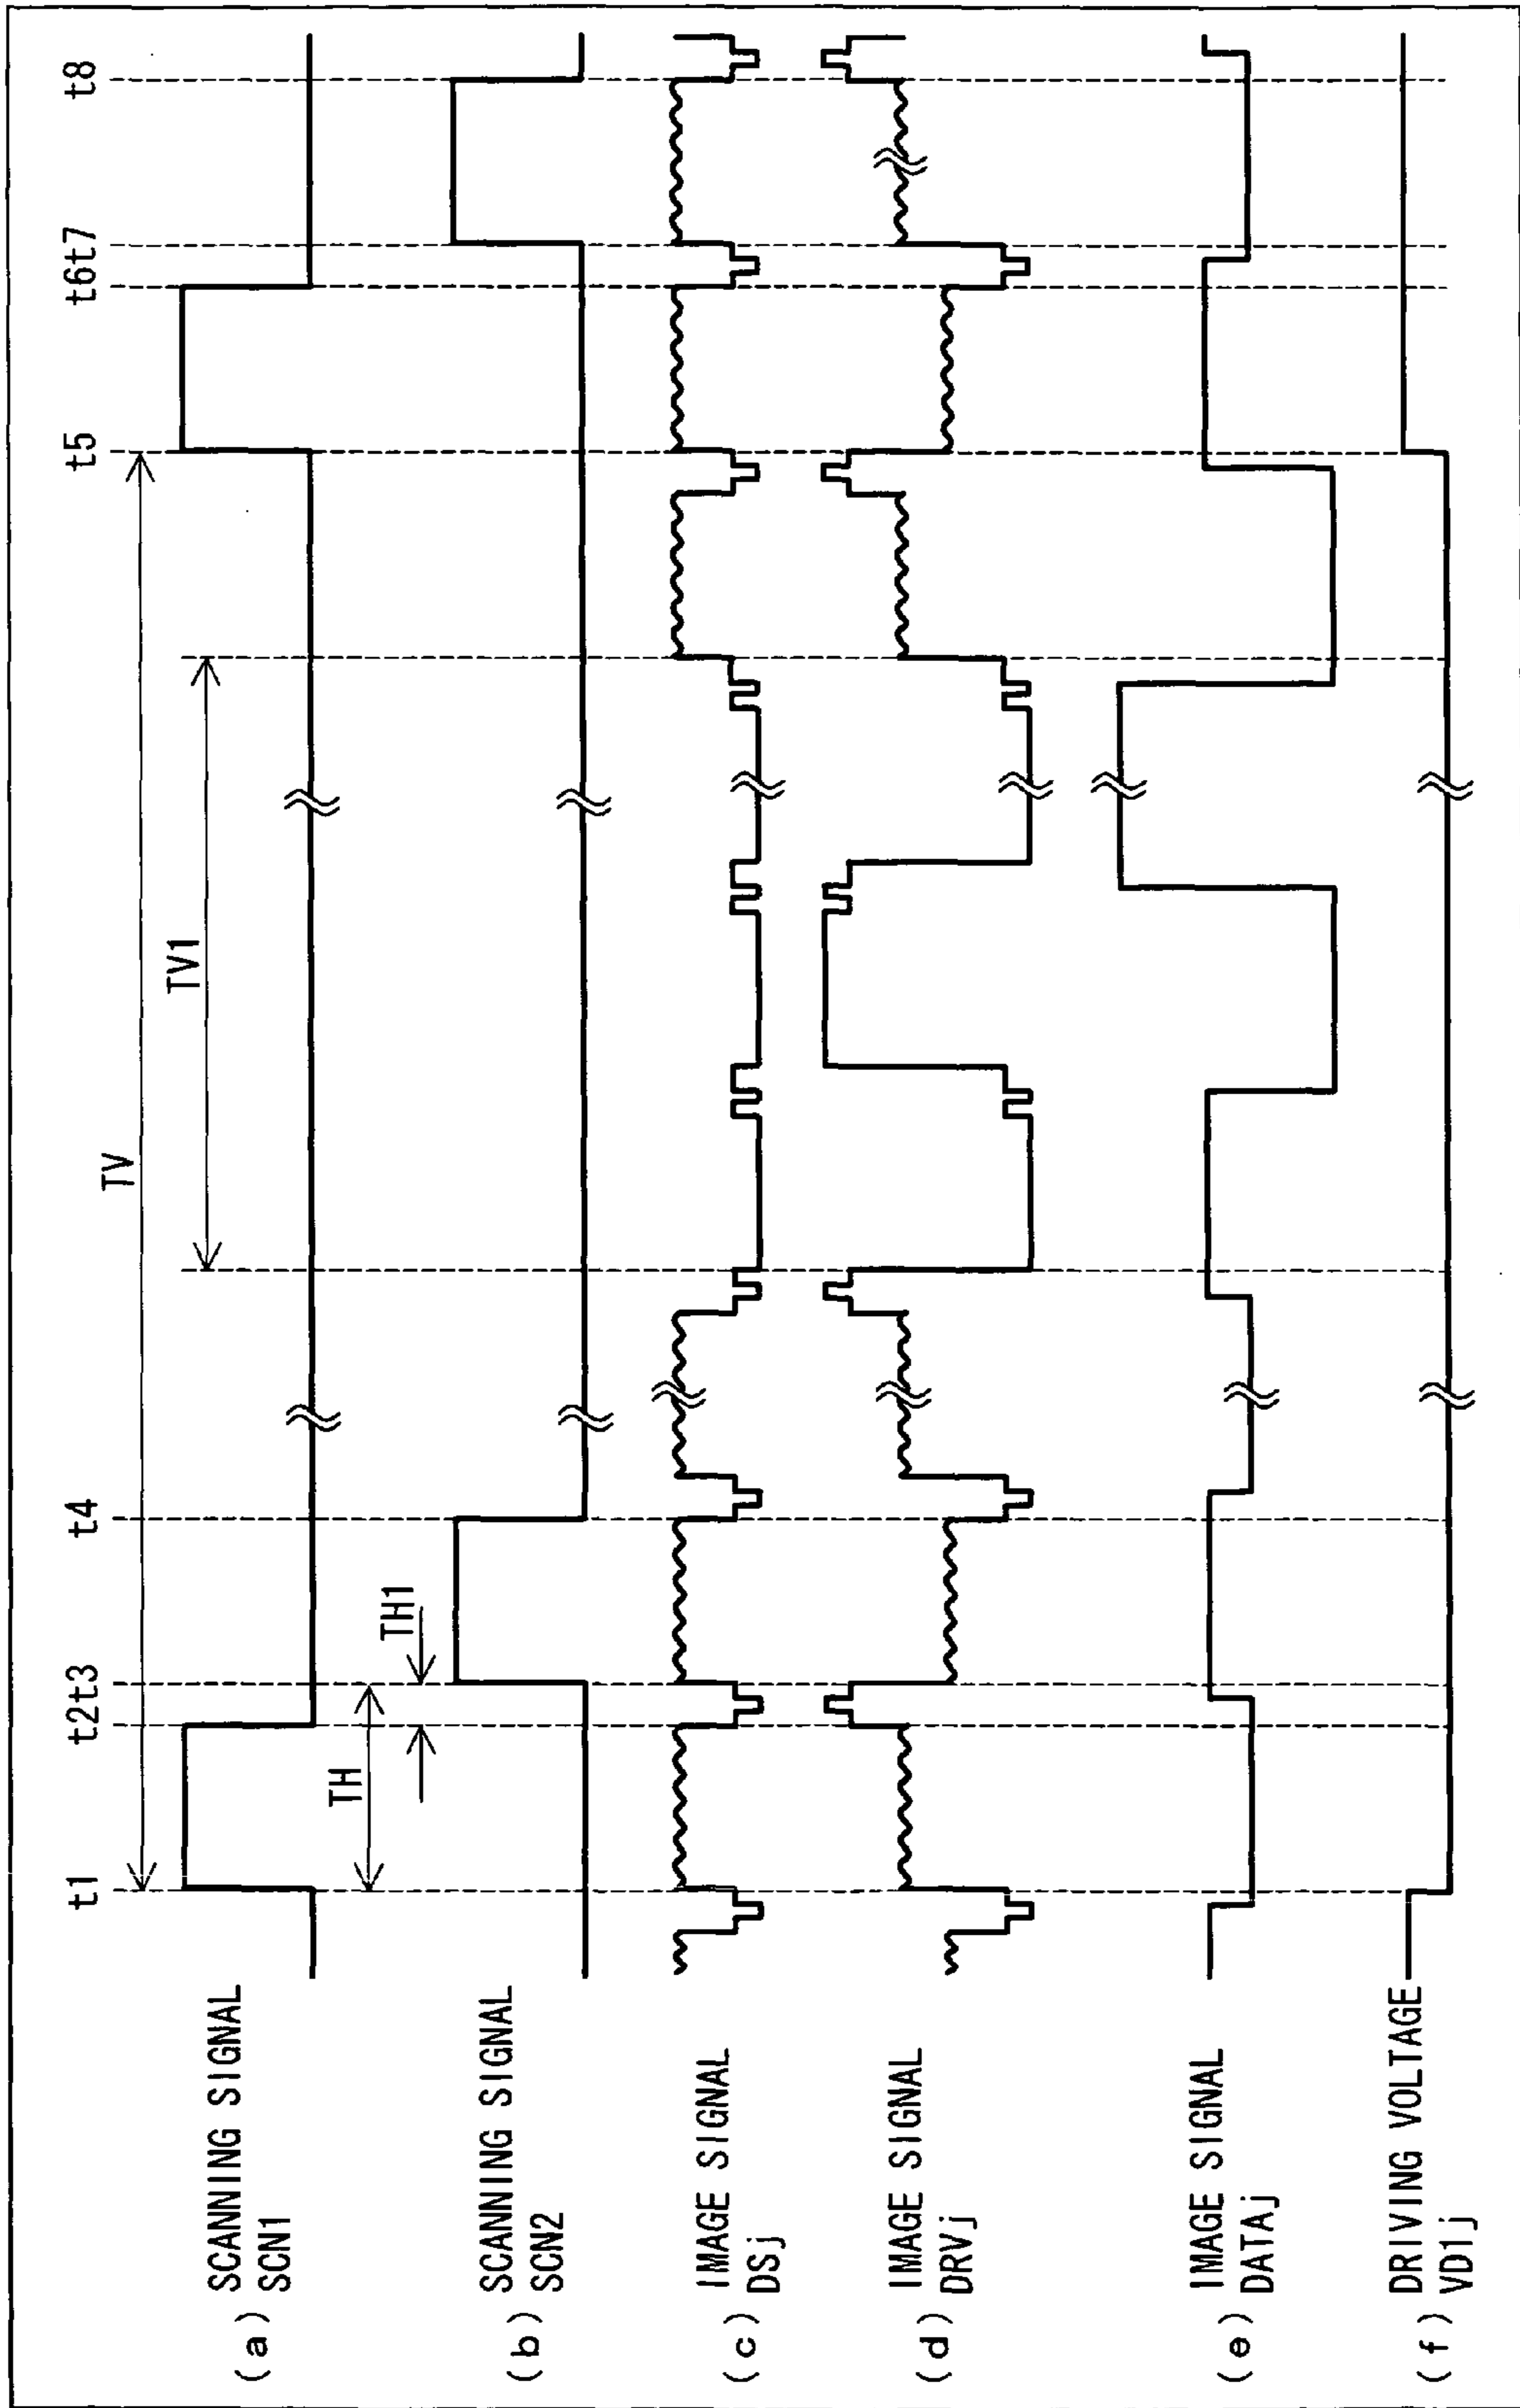 t1
t2t3
t4
t5
t6t7
t8
TV
TV1
TH
TH1
(a) SCANNING SIGNAL
SCN1
(b) SCANNING SIGNAL
SCN2
(c) IMAGE SIGNAL
DSj
(d) IMAGE SIGNAL
DRVj
(e) IMAGE SIGNAL
DATAj
(f) DRIVING VOLTAGE
VD1j